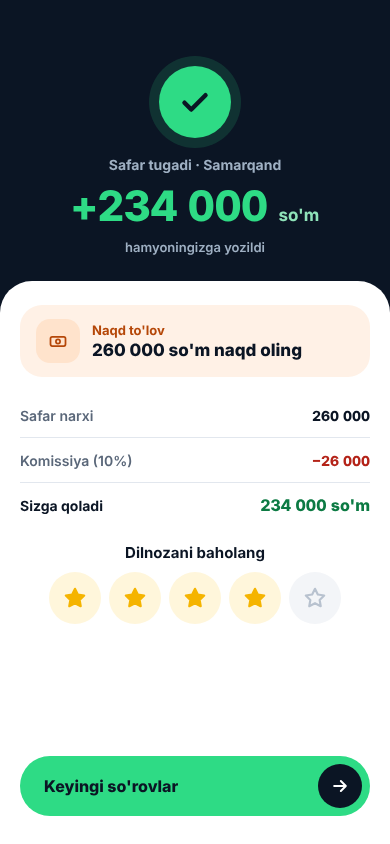 Safar tugadi · Samarqand
+234 000 so'm
hamyoningizga yozildi
Naqd to'lov
260 000 so'm naqd oling
Safar narxi 260 000
Komissiya (10%) −26 000
Sizga qoladi 234 000 so'm
Dilnozani baholang
Keyingi so'rovlar